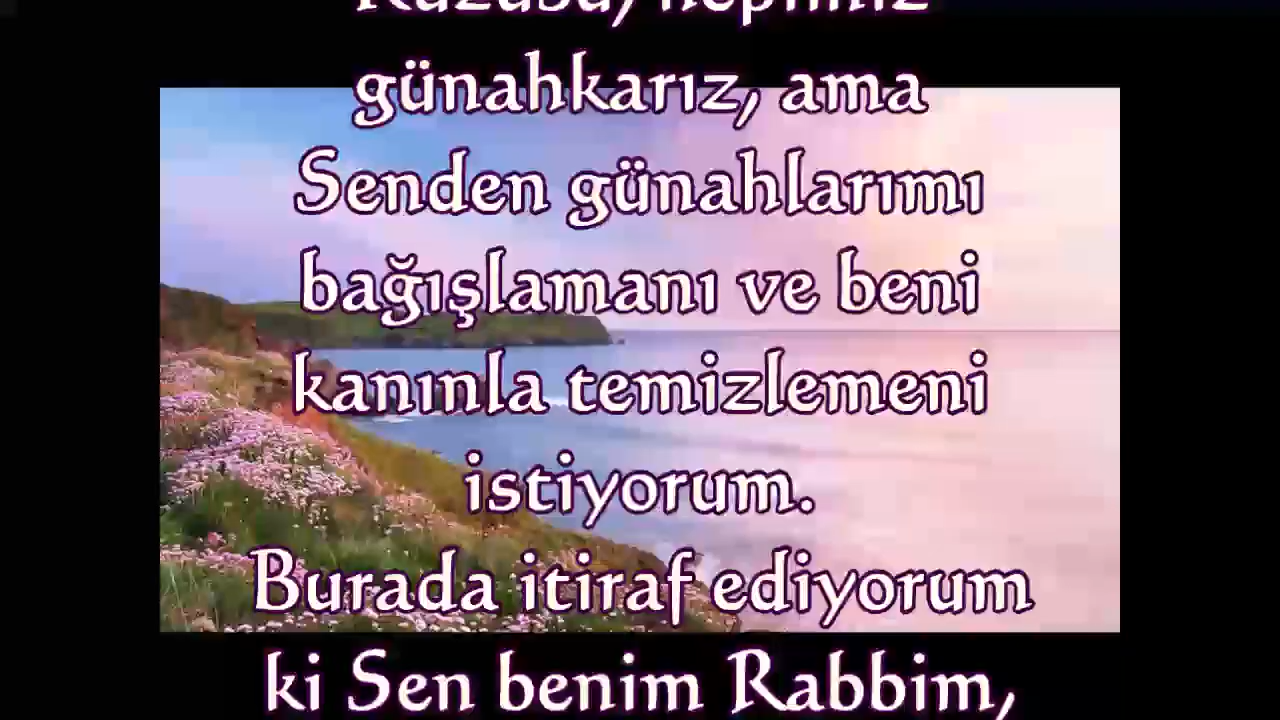 Kuzusu, hepimiz
günahkarız, ama
Senden günahlarımı
bağışlamanı ve beni
kanınla temizlemeni
istiyorum.
Burada itiraf ediyorum
ki Sen benim Rabbim,